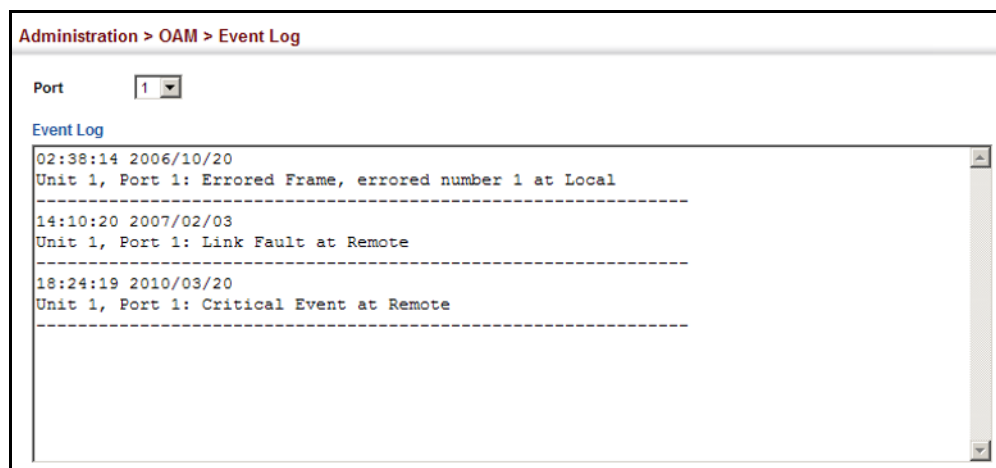 Administration > OAM > Event Log
Port 1
Event Log
02:38:14 2006/10/20
Unit 1, Port 1: Errored Frame, errored number 1 at Local
---------------------------------------------------------------
14:10:20 2007/02/03
Unit 1, Port 1: Link Fault at Remote
---------------------------------------------------------------
18:24:19 2010/03/20
Unit 1, Port 1: Critical Event at Remote
---------------------------------------------------------------